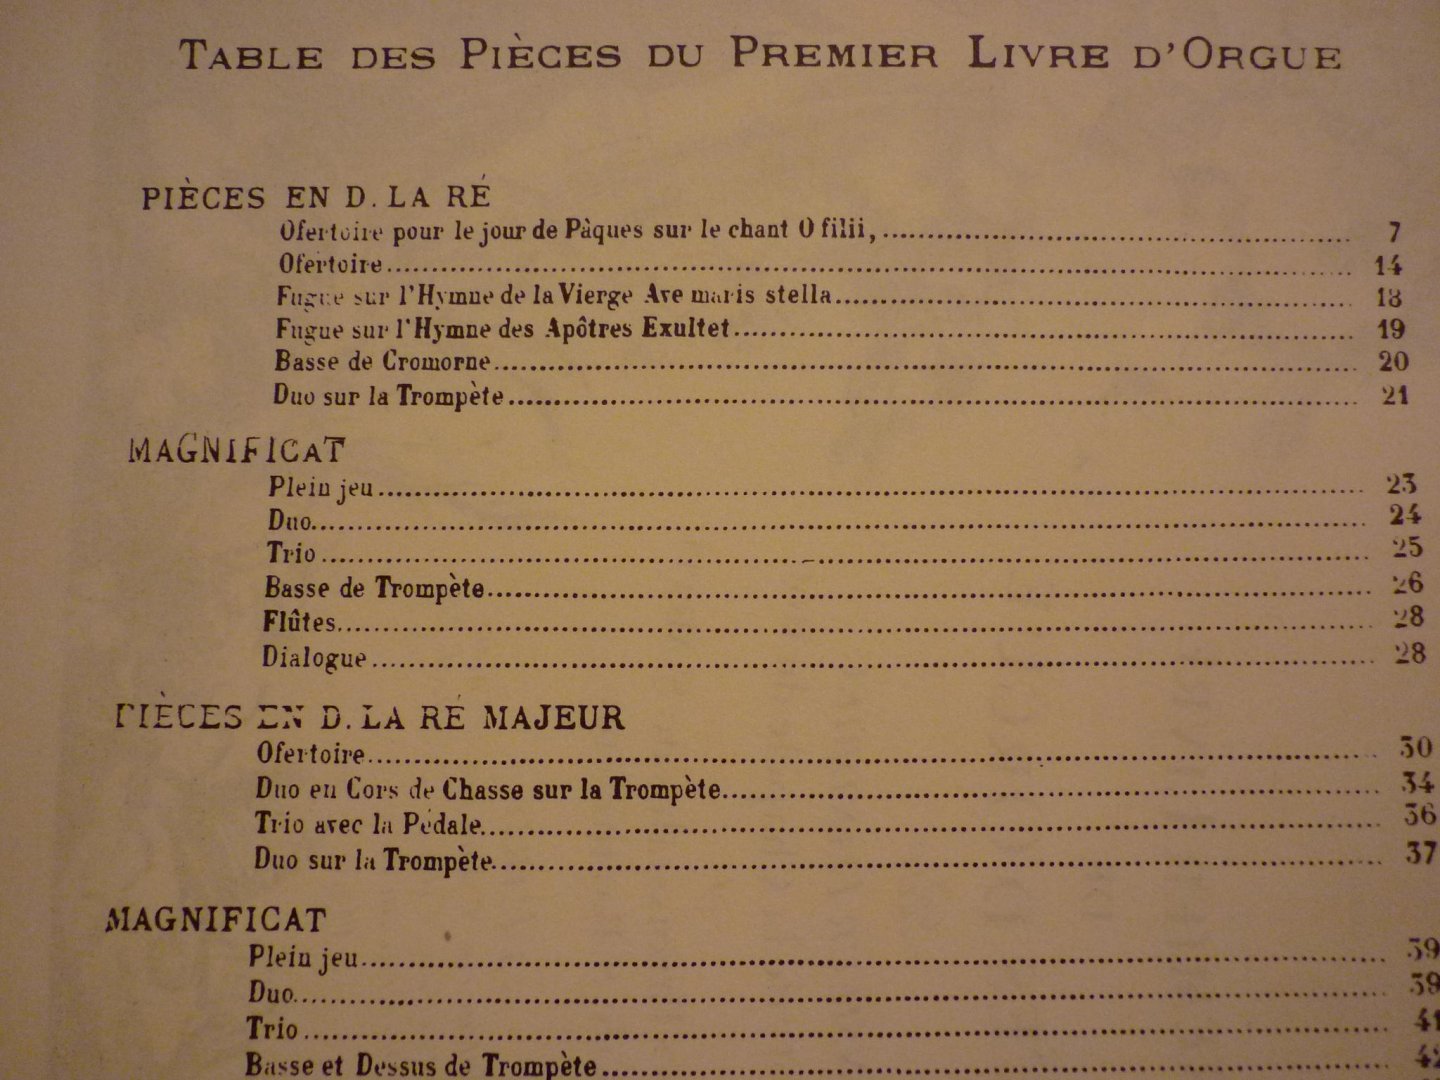 TABLE DES PIÈCES DU PREMIER LIVRE D'ORGUE
PIÈCES EN D. LA RÉ
Ofertoire pour le jour de Pâques sur le chant O filii, 7
Ofertoire 14
Fugue sur l'Hymne de la Vierge Ave maris stella 18
Fugue sur l'Hymne des Apôtres Exultet 19
Basse de Cromorne 20
Duo sur la Trompète 21
MAGNIFICAT
Plein jeu 23
Duo 24
Trio 25
Basse de Trompète 26
Flûtes 28
Dialogue 28
PIÈCES EN D. LA RÉ MAJEUR
Ofertoire 30
Duo en Cors de Chasse sur la Trompète 34
Trio avec la Pédale 36
Duo sur la Trompète 37
MAGNIFICAT
Plein jeu 39
Duo 39
Trio 41
Basse et Dessus de Trompète 42